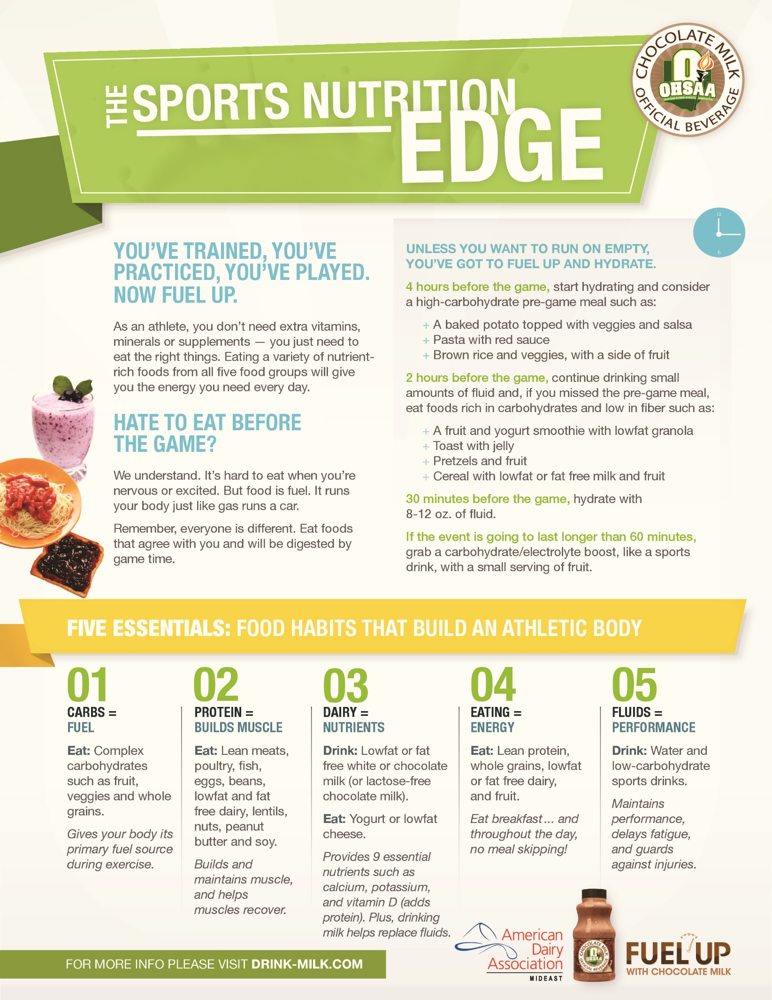 THE SPORTS NUTRITION
EDGE
CHOCOLATE MILK
OHSAA
OHIO HIGH SCHOOL ATHLETIC ASSOCIATION
OFFICIAL BEVERAGE
12
6
YOU'VE TRAINED, YOU'VE
PRACTICED, YOU'VE PLAYED.
NOW FUEL UP.
As an athlete, you don't need extra vitamins,
minerals or supplements — you just need to
eat the right things. Eating a variety of nutrient-
rich foods from all five food groups will give
you the energy you need every day.
HATE TO EAT BEFORE
THE GAME?
We understand. It's hard to eat when you're
nervous or excited. But food is fuel. It runs
your body just like gas runs a car.
Remember, everyone is different. Eat foods
that agree with you and will be digested by
game time.
UNLESS YOU WANT TO RUN ON EMPTY,
YOU'VE GOT TO FUEL UP AND HYDRATE.
4 hours before the game, start hydrating and consider
a high-carbohydrate pre-game meal such as:
+ A baked potato topped with veggies and salsa
+ Pasta with red sauce
+ Brown rice and veggies, with a side of fruit
2 hours before the game, continue drinking small
amounts of fluid and, if you missed the pre-game meal,
eat foods rich in carbohydrates and low in fiber such as:
+ A fruit and yogurt smoothie with lowfat granola
+ Toast with jelly
+ Pretzels and fruit
+ Cereal with lowfat or fat free milk and fruit
30 minutes before the game, hydrate with
8-12 oz. of fluid.
If the event is going to last longer than 60 minutes,
grab a carbohydrate/electrolyte boost, like a sports
drink, with a small serving of fruit.
FIVE ESSENTIALS: FOOD HABITS THAT BUILD AN ATHLETIC BODY
01
CARBS =
FUEL
Eat: Complex
carbohydrates
such as fruit,
veggies and whole
grains.
Gives your body its
primary fuel source
during exercise.
02
PROTEIN =
BUILDS MUSCLE
Eat: Lean meats,
poultry, fish,
eggs, beans,
lowfat and fat
free dairy, lentils,
nuts, peanut
butter and soy.
Builds and
maintains muscle,
and helps
muscles recover.
03
DAIRY =
NUTRIENTS
Drink: Lowfat or fat
free white or chocolate
milk (or lactose-free
chocolate milk).
Eat: Yogurt or lowfat
cheese.
Provides 9 essential
nutrients such as
calcium, potassium,
and vitamin D (adds
protein). Plus, drinking
milk helps replace fluids.
04
EATING =
ENERGY
Eat: Lean protein,
whole grains, lowfat
or fat free dairy,
and fruit.
Eat breakfast... and
throughout the day,
no meal skipping!
05
FLUIDS =
PERFORMANCE
Drink: Water and
low-carbohydrate
sports drinks.
Maintains
performance,
delays fatigue,
and guards
against injuries.
FOR MORE INFO PLEASE VISIT DRINK-MILK.COM
American
Dairy
Association
MIDEAST
CHOCOLATE MILK
OHSAA
OFFICIAL BEVERAGE
FUEL UP
WITH CHOCOLATE MILK